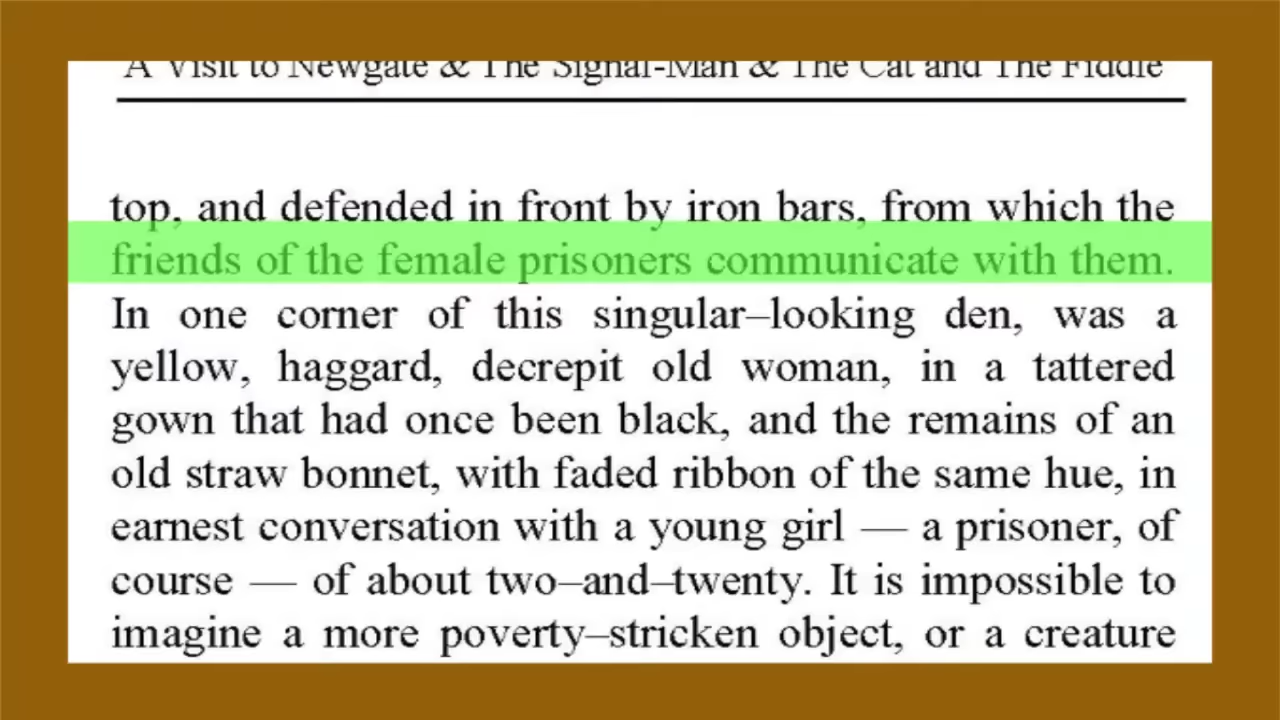 A Visit to Newgate & The Signal-Man & The Cat and The Fiddle
top, and defended in front by iron bars, from which the
friends of the female prisoners communicate with them.
In one corner of this singular–looking den, was a
yellow, haggard, decrepit old woman, in a tattered
gown that had once been black, and the remains of an
old straw bonnet, with faded ribbon of the same hue, in
earnest conversation with a young girl — a prisoner, of
course — of about two–and–twenty. It is impossible to
imagine a more poverty–stricken object, or a creature